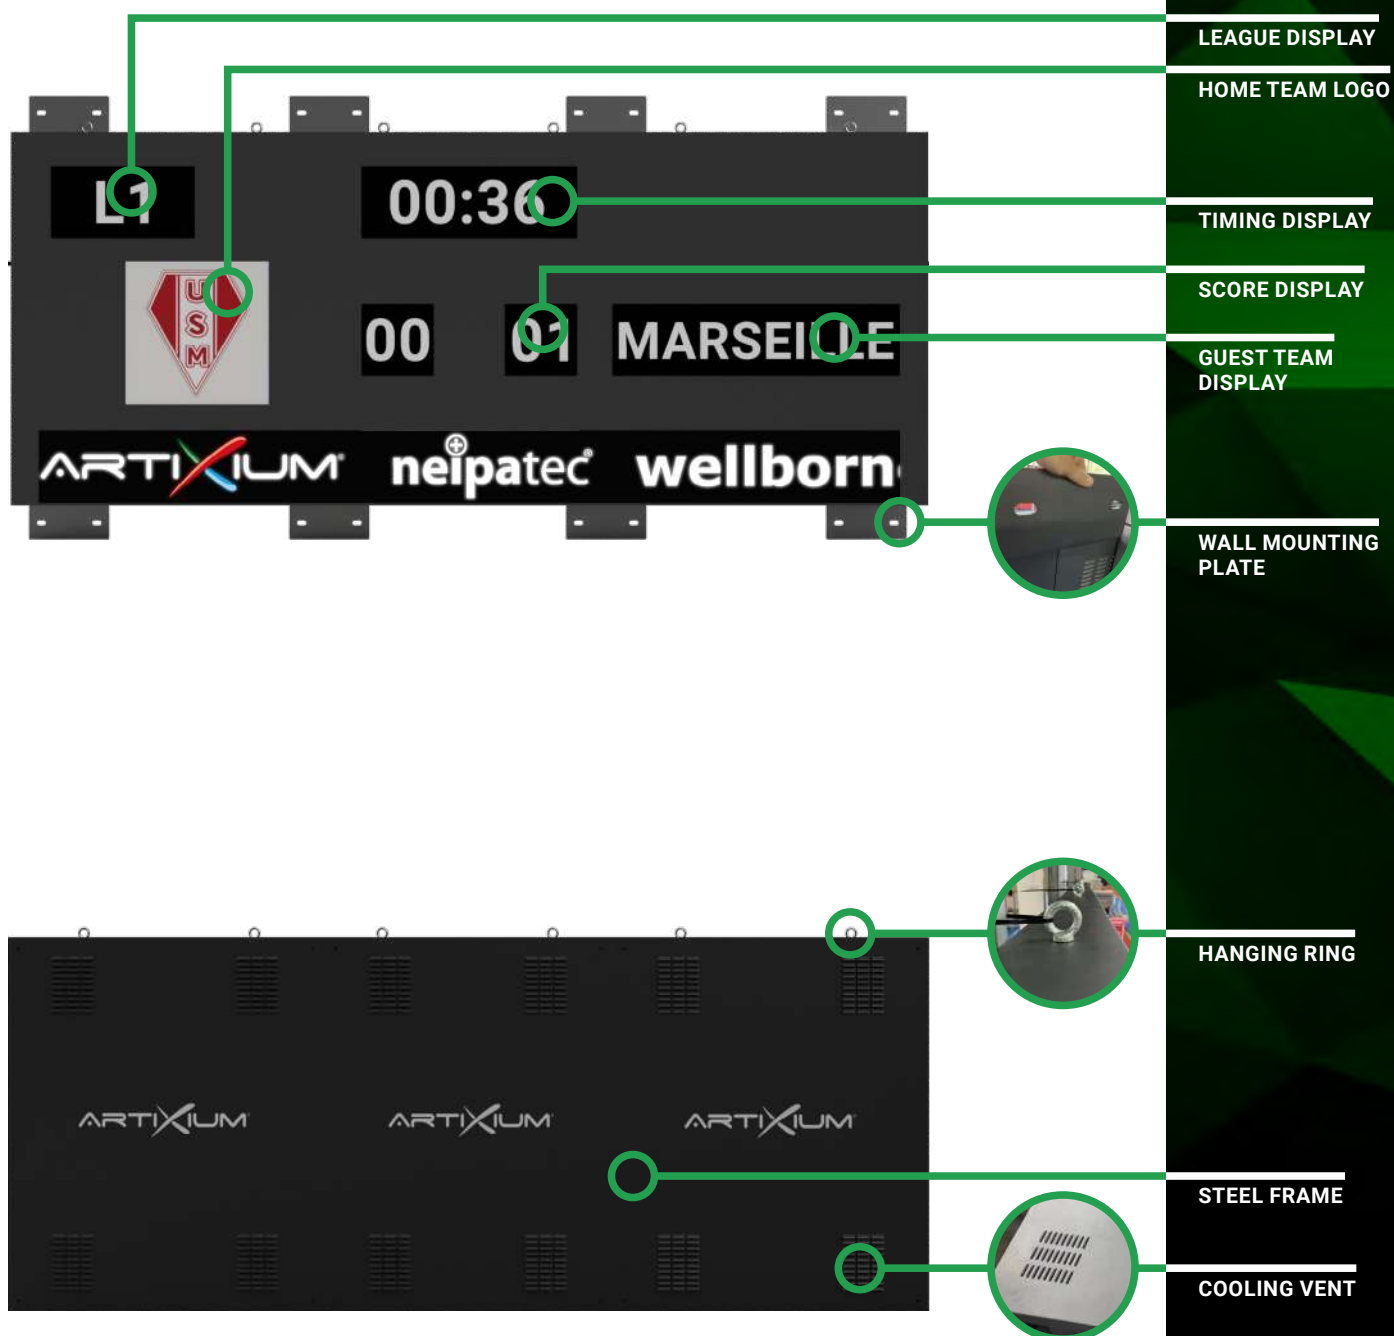 LEAGUE DISPLAY
HOME TEAM LOGO
L1
00:36
TIMING DISPLAY
SCORE DISPLAY
U
S
M
00
01
MARSEILLE
GUEST TEAM
DISPLAY
ARTIXIUM®
neipatec®
wellborn
WALL MOUNTING
PLATE
HANGING RING
ARTIXIUM
ARTIXIUM
ARTIXIUM
STEEL FRAME
COOLING VENT